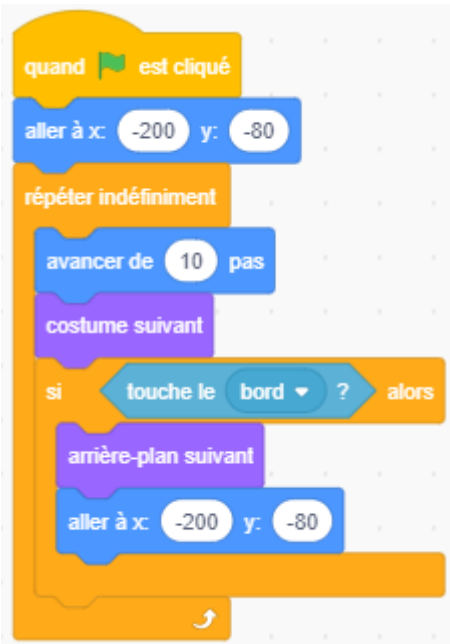 quand est cliqué
aller à x: -200 y: -80
répéter indéfiniment
avancer de 10 pas
costume suivant
si touche le bord ? alors
arrière-plan suivant
aller à x: -200 y: -80